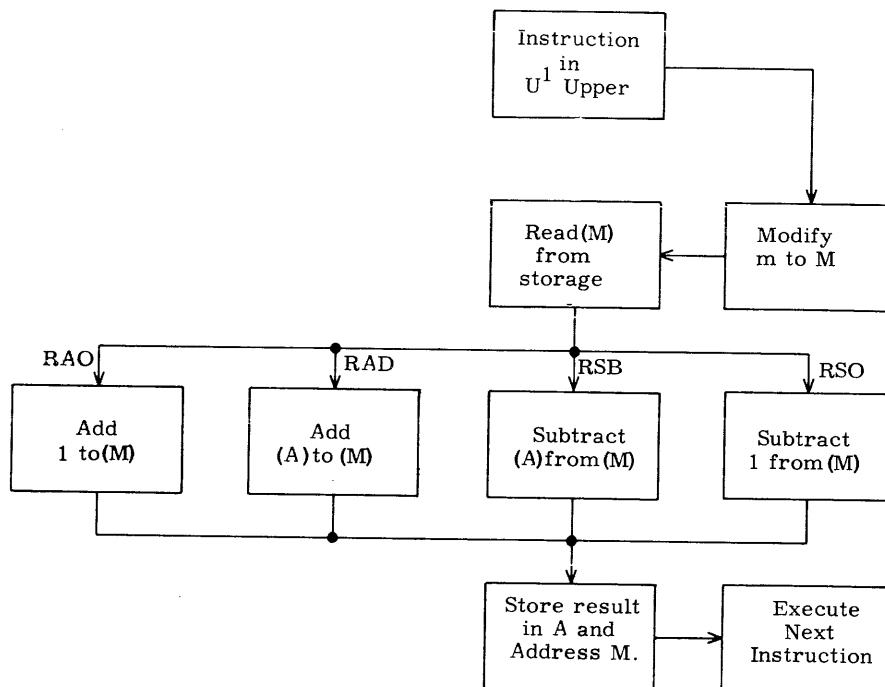 Instruction
in
U¹ Upper
Read(M)
from
storage
Modify
m to M
RAO
RAD
RSB
RSO
Add
1 to(M)
Add
(A)to (M)
Subtract
(A)from(M)
Subtract
1 from(M)
Store result
in A and
Address M.
Execute
Next
Instruction